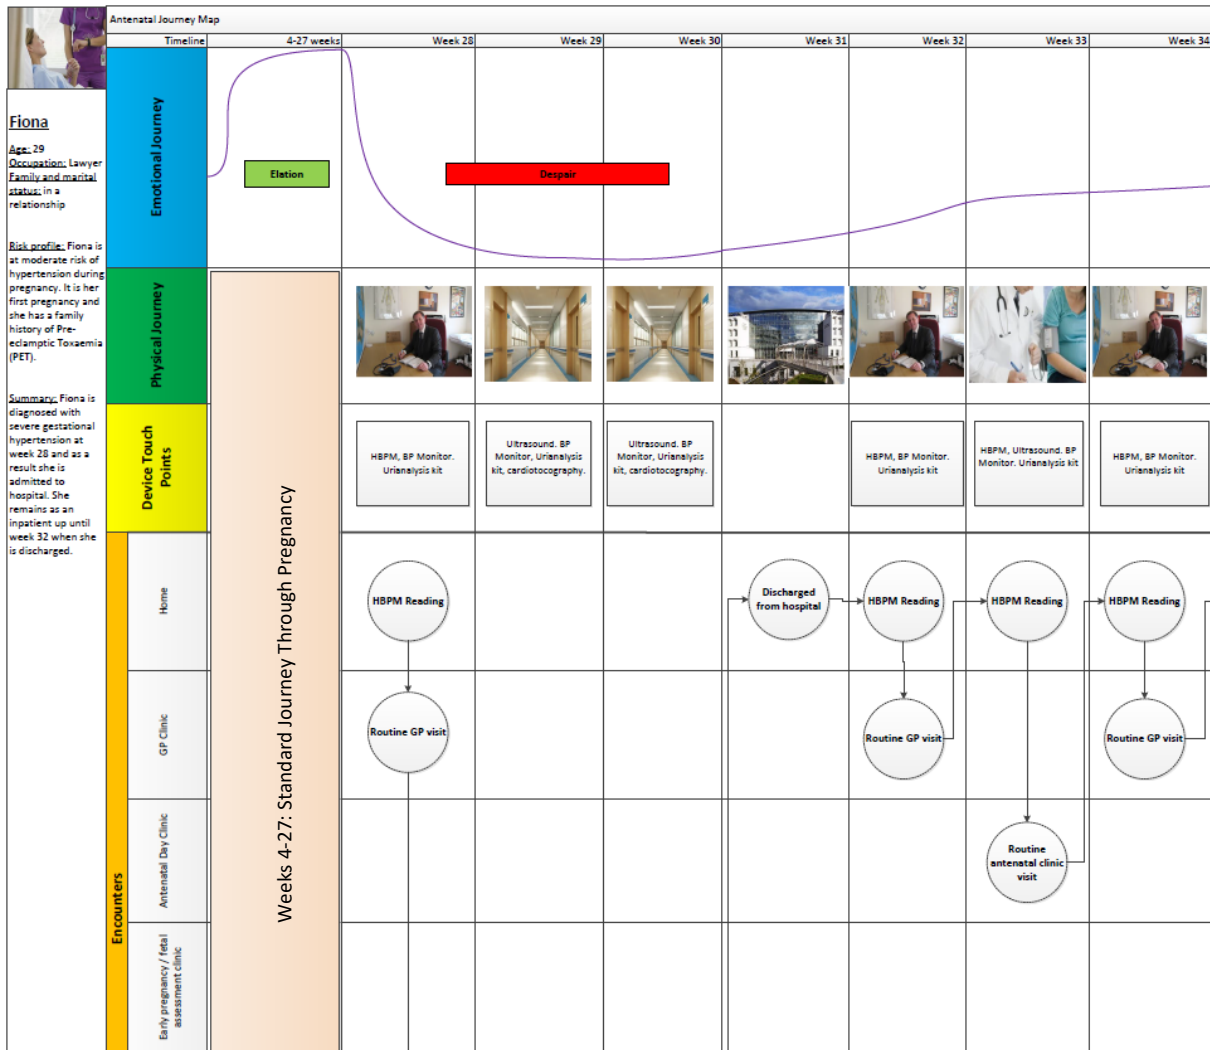 Antenatal Journey Map
Timeline
4-27 weeks
Week 28
Week 29
Week 30
Week 31
Week 32
Week 33
Week 34
Fiona
Age: 29
Occupation: Lawyer
Family and marital
status: in a
relationship
Risk profile: Fiona is
at moderate risk of
hypertension during
pregnancy. It is her
first pregnancy and
she has a family
history of Pre-
eclamptic Toxaemia
(PET).
Summary: Fiona is
diagnosed with
severe gestational
hypertension at
week 28 and as a
result she is
admitted to
hospital. She
remains as an
inpatient up until
week 32 when she
is discharged.
Emotional Journey
Elation
Despair
Physical Journey
Device Touch
Points
HBPM, BP Monitor.
Urianalysis kit
Ultrasound. BP
Monitor, Urianalysis
kit, cardiotocography.
Ultrasound. BP
Monitor, Urianalysis
kit, cardiotocography.
HBPM, BP Monitor.
Urianalysis kit
HBPM, Ultrasound. BP
Monitor. Urianalysis kit
HBPM, BP Monitor.
Urianalysis kit
Weeks 4-27: Standard Journey Through Pregnancy
Encounters
Home
HBPM Reading
Discharged
from hospital
HBPM Reading
HBPM Reading
HBPM Reading
GP Clinic
Routine GP visit
Routine GP visit
Routine GP visit
Antenatal Day Clinic
Routine
antenatal clinic
visit
Early pregnancy / fetal
assessment clinic